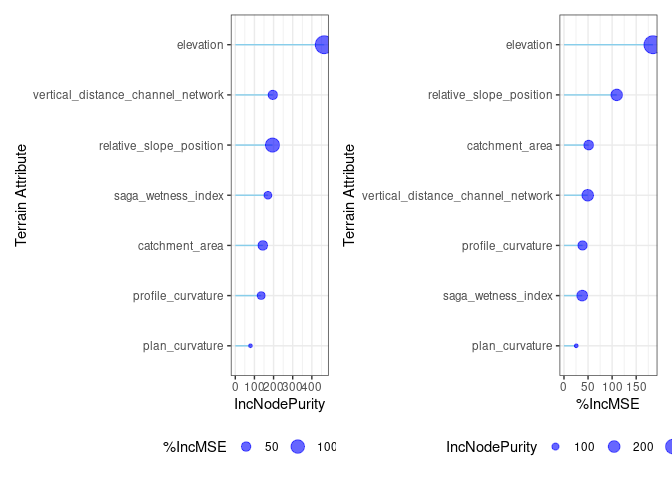 Terrain Attribute
elevation
vertical_distance_channel_network
relative_slope_position
saga_wetness_index
catchment_area
profile_curvature
plan_curvature
0 100 200 300 400
IncNodePurity
%IncMSE 50 100
Terrain Attribute
elevation
relative_slope_position
catchment_area
vertical_distance_channel_network
profile_curvature
saga_wetness_index
plan_curvature
0 50 100 150
%IncMSE
IncNodePurity 100 200